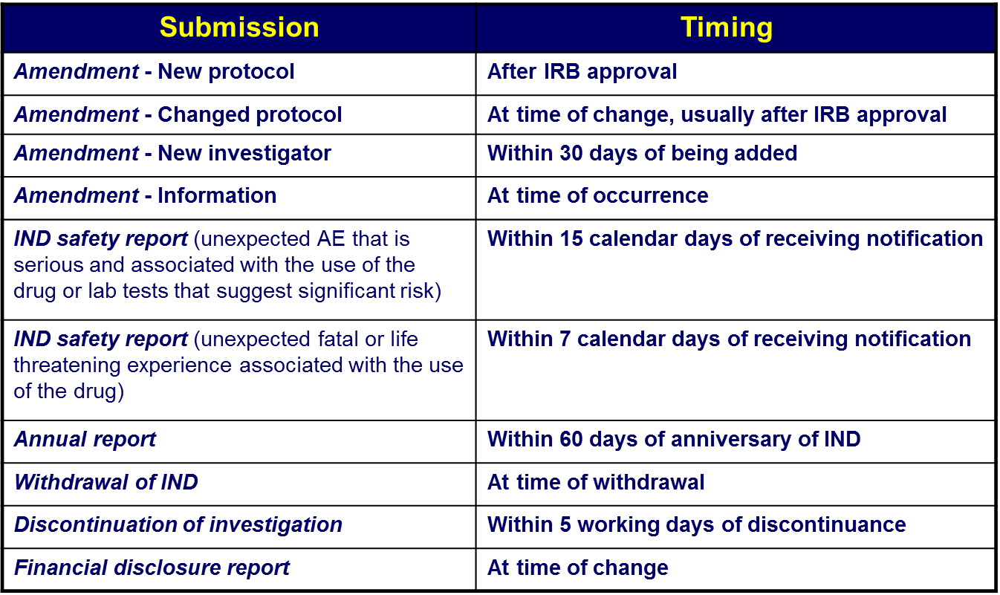 Submission
Timing
Amendment - New protocol
After IRB approval
Amendment - Changed protocol
At time of change, usually after IRB approval
Amendment - New investigator
Within 30 days of being added
Amendment - Information
At time of occurrence
IND safety report (unexpected AE that is
serious and associated with the use of the
drug or lab tests that suggest significant risk)
Within 15 calendar days of receiving notification
IND safety report (unexpected fatal or life
threatening experience associated with the use
of the drug)
Within 7 calendar days of receiving notification
Annual report
Within 60 days of anniversary of IND
Withdrawal of IND
At time of withdrawal
Discontinuation of investigation
Within 5 working days of discontinuance
Financial disclosure report
At time of change